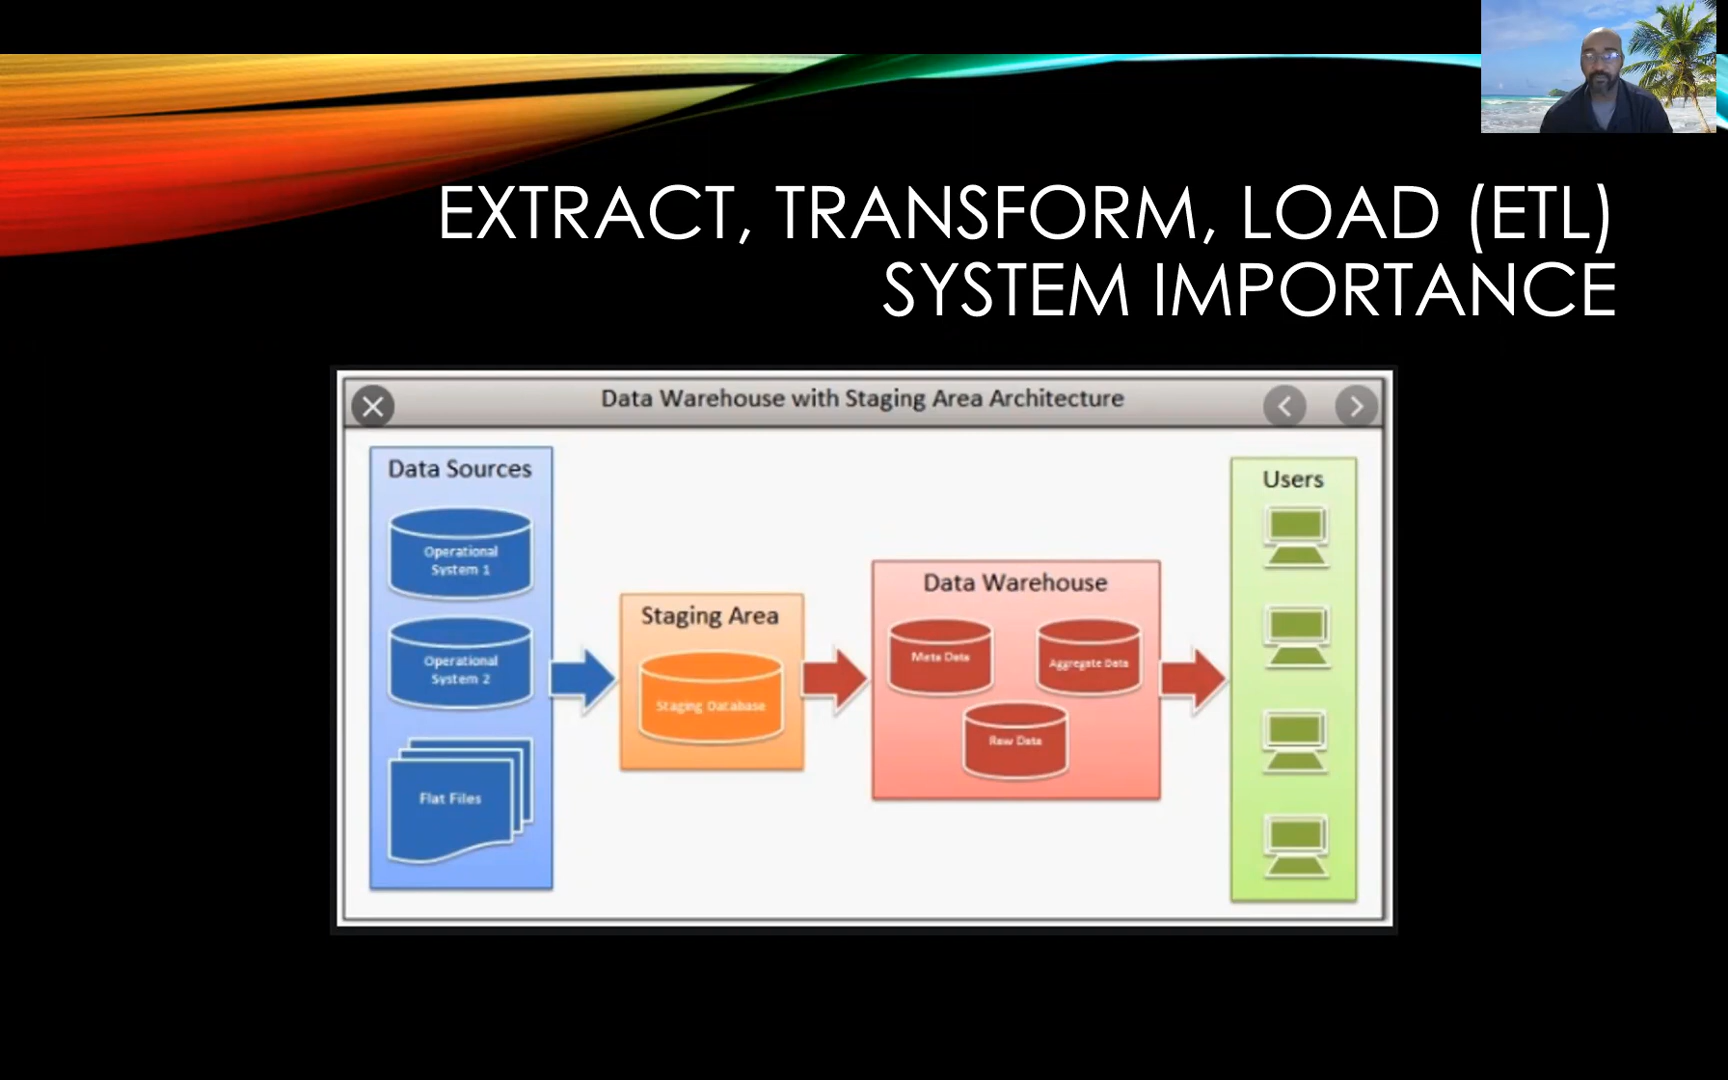 EXTRACT, TRANSFORM, LOAD (ETL)
SYSTEM IMPORTANCE
Data Warehouse with Staging Area Architecture
Data Sources
Operational
System 1
Operational
System 2
Flat Files
Staging Area
Staging Database
Data Warehouse
Meta Data
Aggregate Data
Raw Data
Users